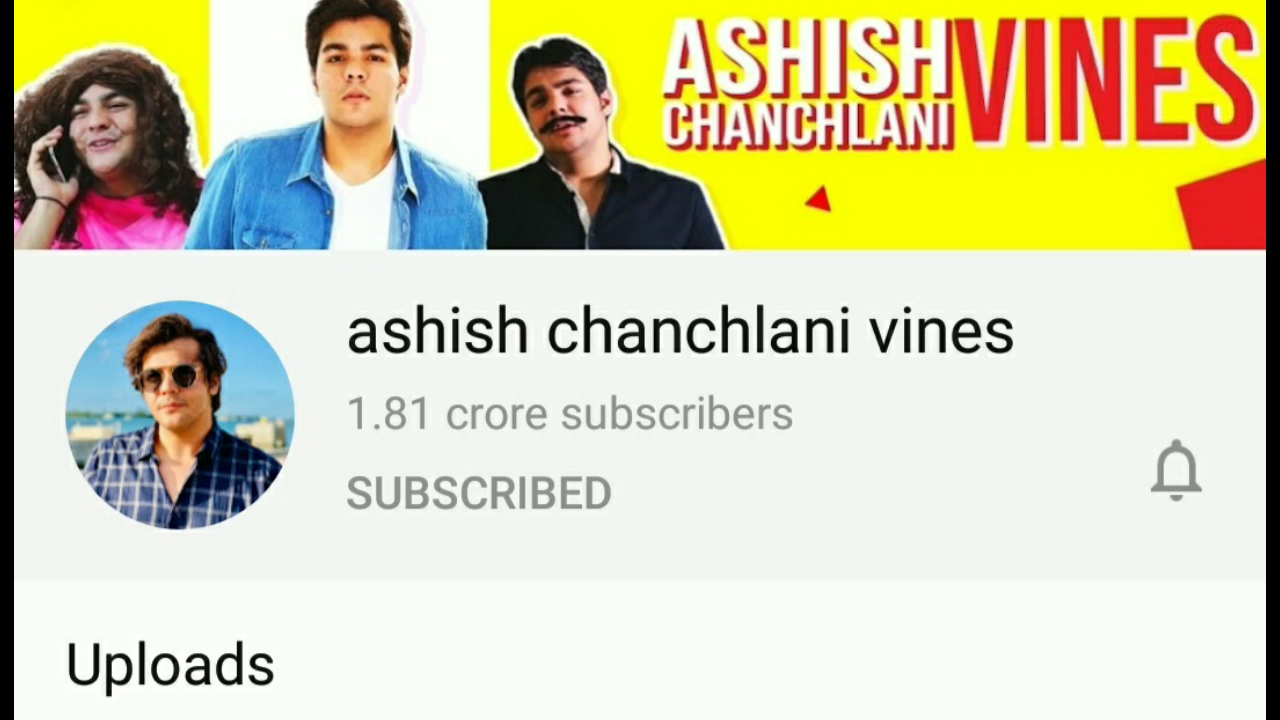 ASHISH VINES
CHANCHLANI
ashish chanchlani vines
1.81 crore subscribers
SUBSCRIBED
Uploads